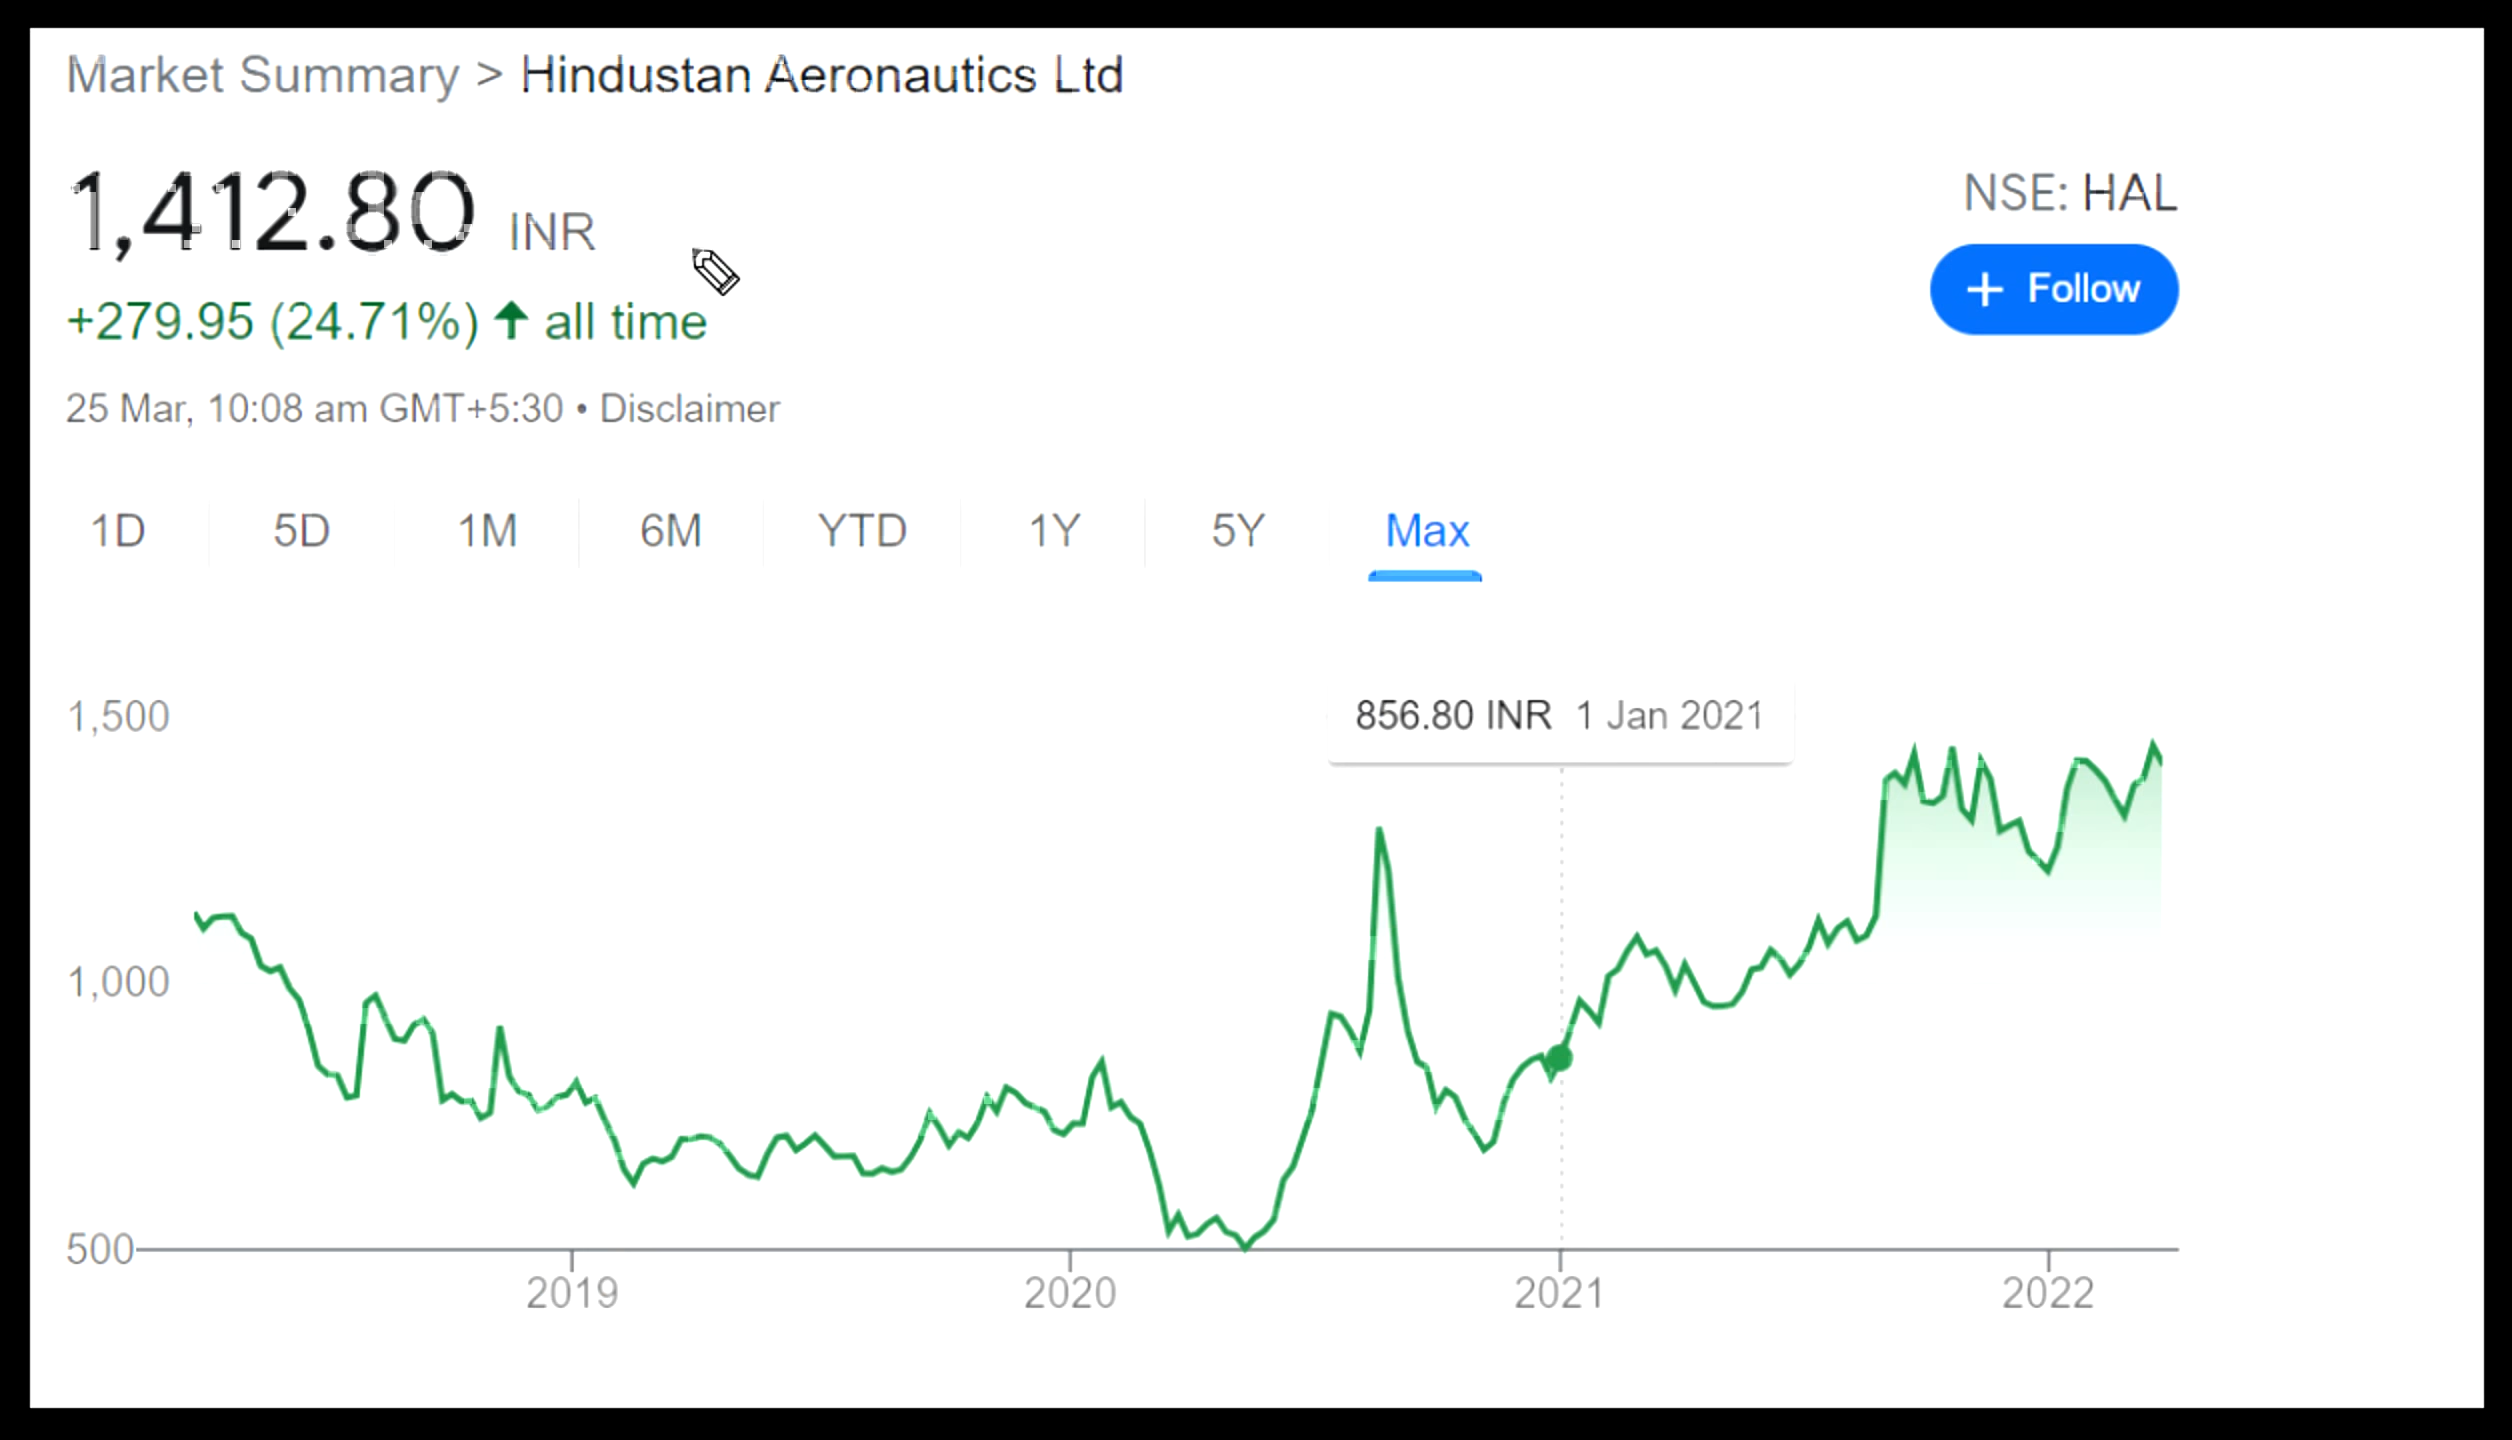 Market Summary > Hindustan Aeronautics Ltd
1,412.80 INR
NSE: HAL
+ Follow
+279.95 (24.71%) ↑ all time
25 Mar, 10:08 am GMT+5:30 • Disclaimer
1D 5D 1M 6M YTD 1Y 5Y Max
856.80 INR 1 Jan 2021
1,500
1,000
500
2019 2020 2021 2022